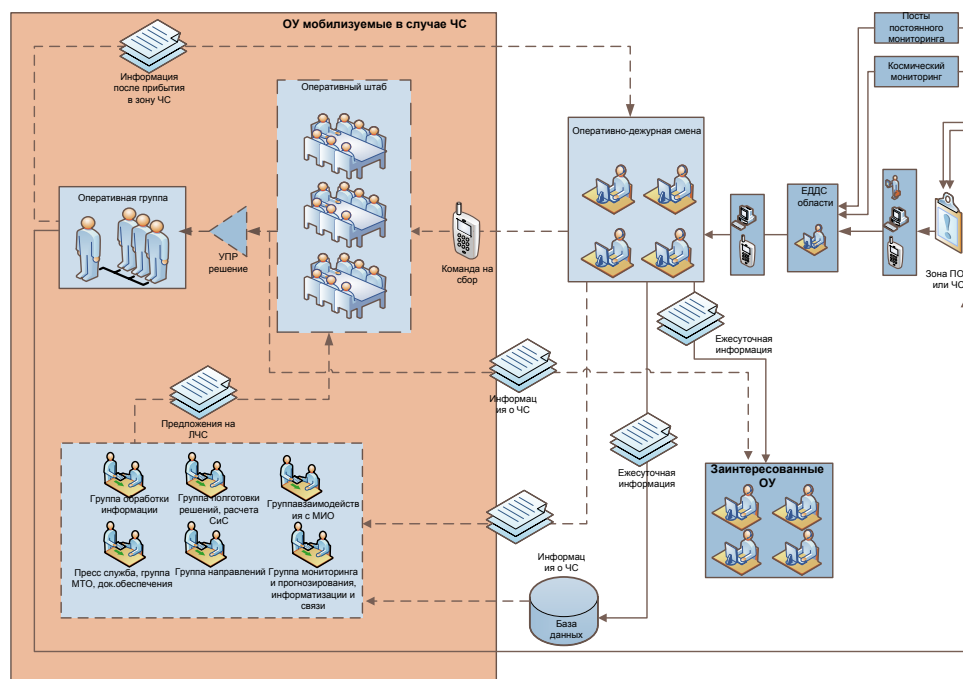 ОУ мобилизуемые в случае ЧС
Посты
постоянного
мониторинга
Космический
мониторинг
Информация
после прибытия
в зону ЧС
Оперативный штаб
Оперативно-дежурная смена
ЕДДС
области
Оперативная группа
УПР
решение
Команда на
сбор
Зона ПО
или ЧС
Ежесуточная
информация
Информац
ия о ЧС
Предложения на
ЛЧС
Ежесуточная
информация
Заинтересованные
ОУ
Группа обработки
информации
Группа полготовки
решений, расчета
СиС
Группавзаимодейств
ия с МИО
Пресс служба, группа
МТО, док.обеспечения
Группа направлений
Группа мониторинга
и прогнозирования,
информатизации и
связи
Информац
ия о ЧС
База
данных